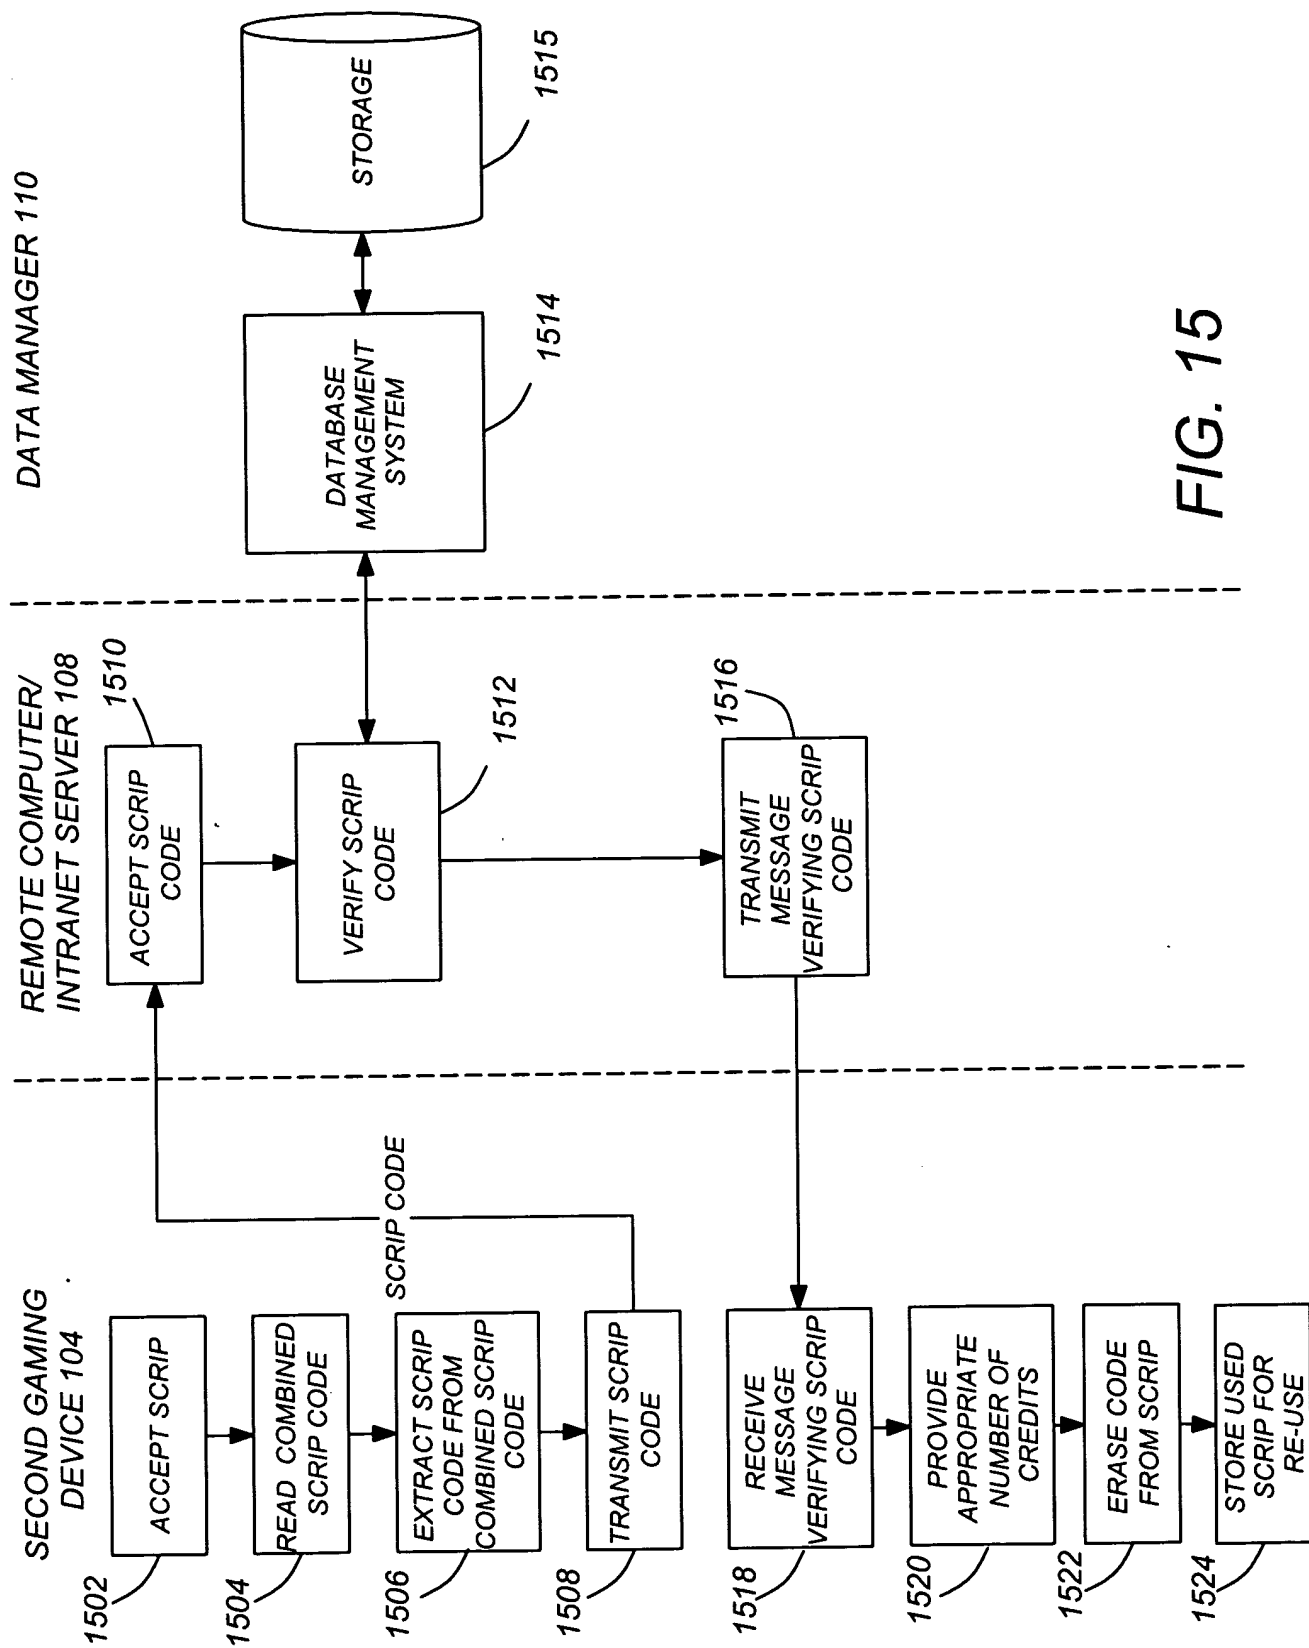 SECOND GAMING
DEVICE 104
1502
ACCEPT SCRIP
1504
READ COMBINED
SCRIP CODE
1506
EXTRACT SCRIP
CODE FROM
COMBINED SCRIP
CODE
1508
TRANSMIT SCRIP
CODE
SCRIP CODE
1518
RECEIVE
MESSAGE
VERIFYING SCRIP
CODE
1520
PROVIDE
APPROPRIATE
NUMBER OF
CREDITS
1522
ERASE CODE
FROM SCRIP
1524
STORE USED
SCRIP FOR
RE-USE
REMOTE COMPUTER/
INTRANET SERVER 108
1510
ACCEPT SCRIP
CODE
1512
VERIFY SCRIP
CODE
1516
TRANSMIT
MESSAGE
VERIFYING SCRIP
CODE
DATA MANAGER 110
DATABASE
MANAGEMENT
SYSTEM
1514
STORAGE
1515
FIG. 15